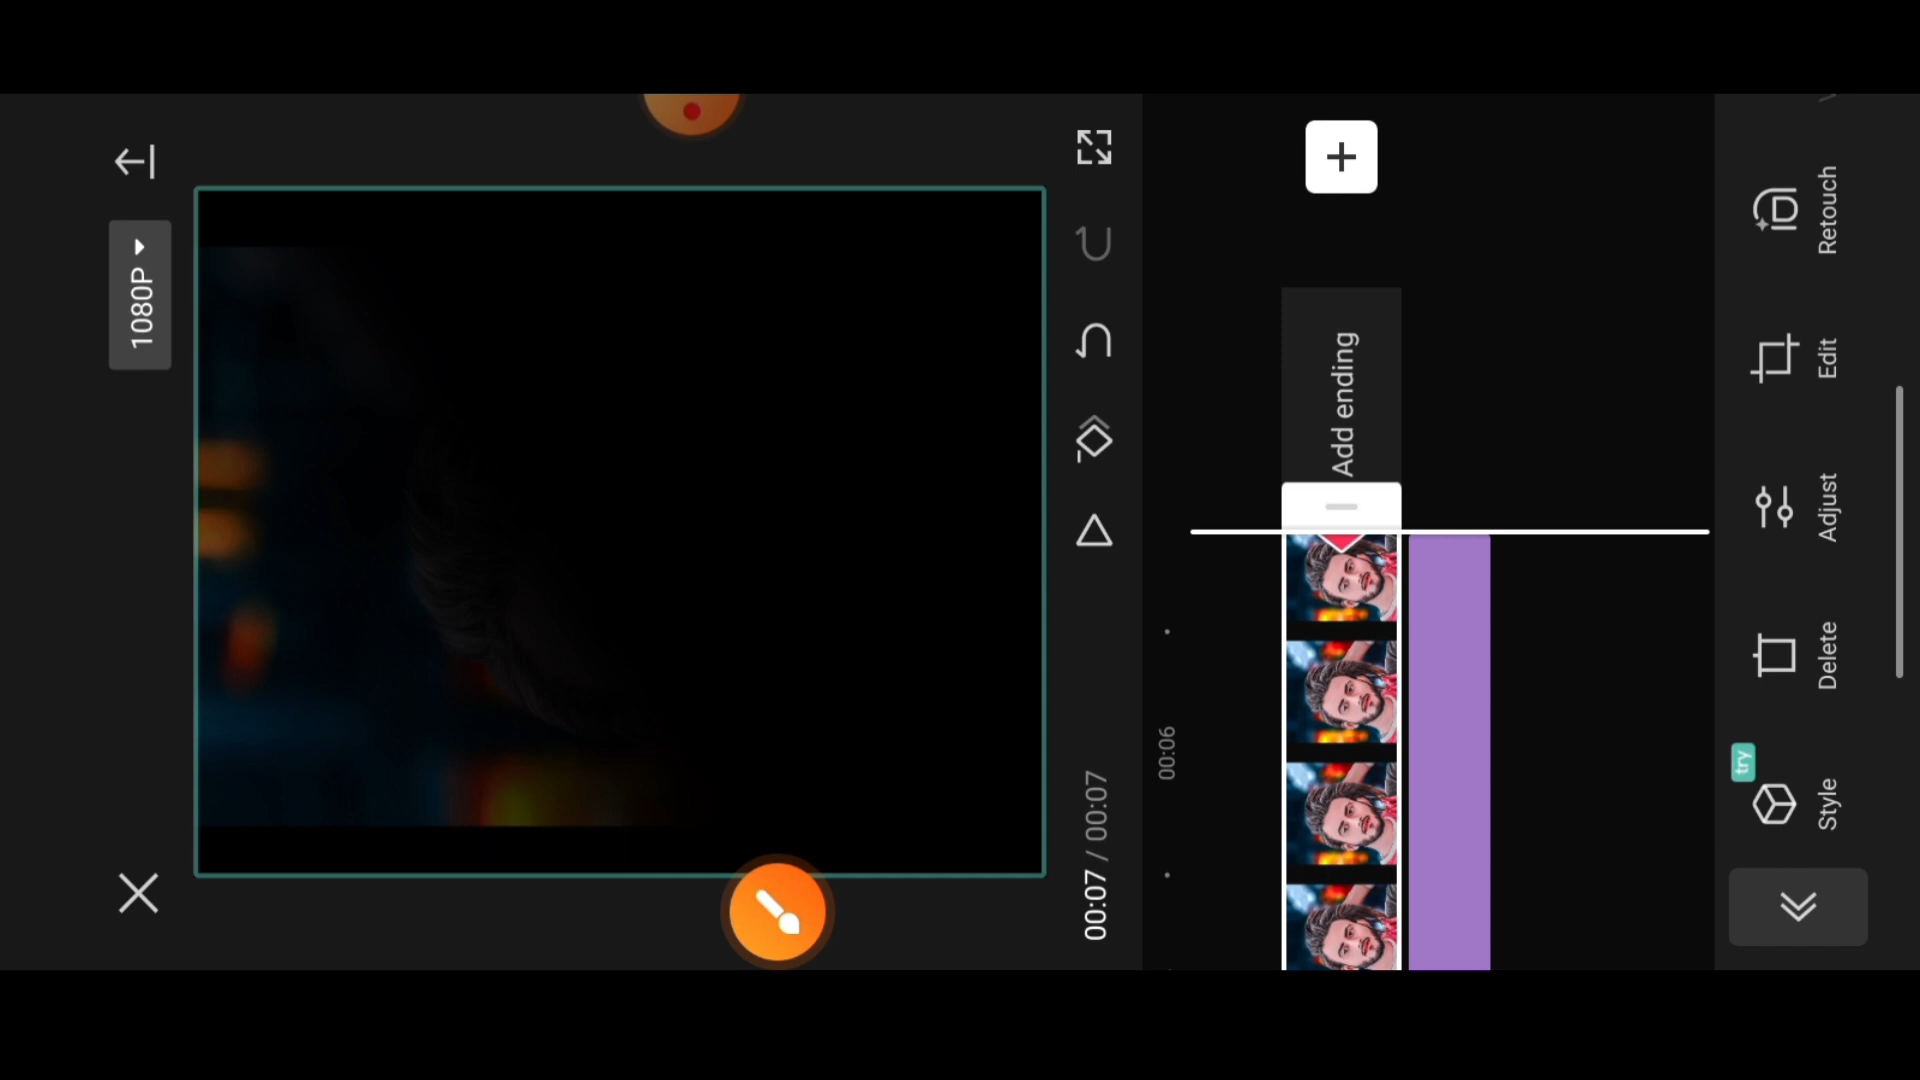 1080P
00:07 / 00:07
00:06
Add ending
try
Style
Delete
Adjust
Edit
Retouch